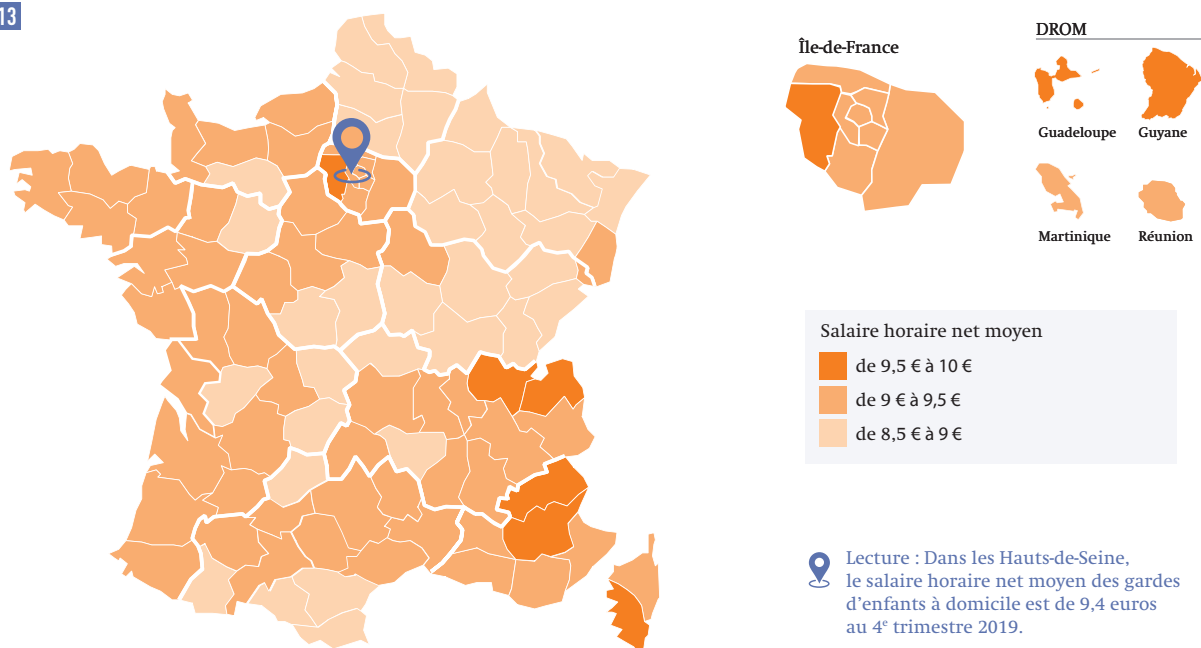 13
Île-de-France
DROM
Guadeloupe
Guyane
Martinique
Réunion
Salaire horaire net moyen
de 9,5 € à 10 €
de 9 € à 9,5 €
de 8,5 € à 9 €
Lecture : Dans les Hauts-de-Seine,
le salaire horaire net moyen des gardes
d’enfants à domicile est de 9,4 euros
au 4e trimestre 2019.